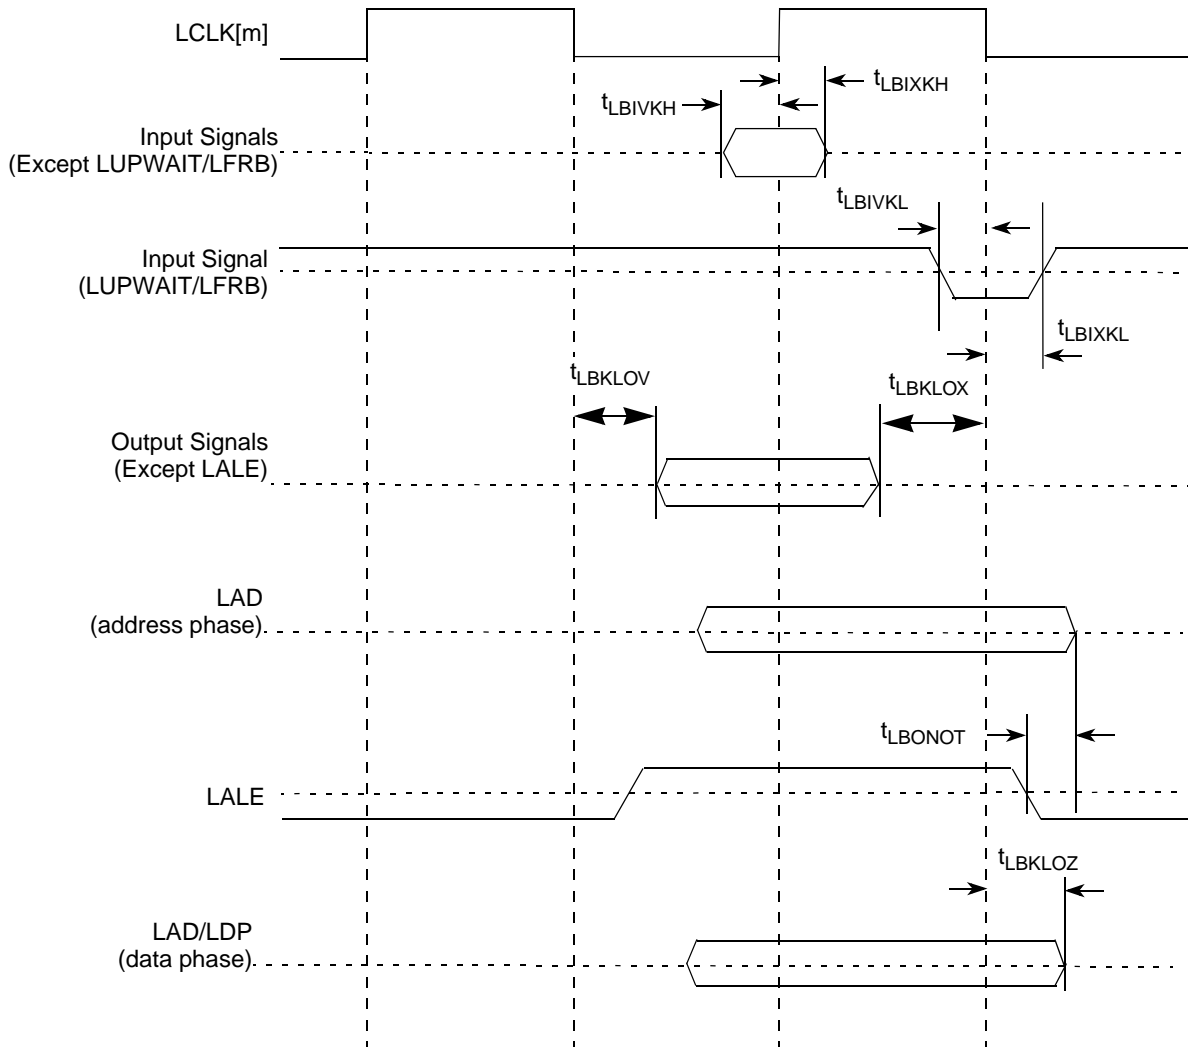 LCLK[m]
tLBIXKH
tLBIVKH
Input Signals
(Except LUPWAIT/LFRB)
tLBIVKL
Input Signal
(LUPWAIT/LFRB)
tLBIXKL
tLBKLOV
tLBKLOX
Output Signals
(Except LALE)
LAD
(address phase)
tLBONOT
LALE
tLBKLOZ
LAD/LDP
(data phase)